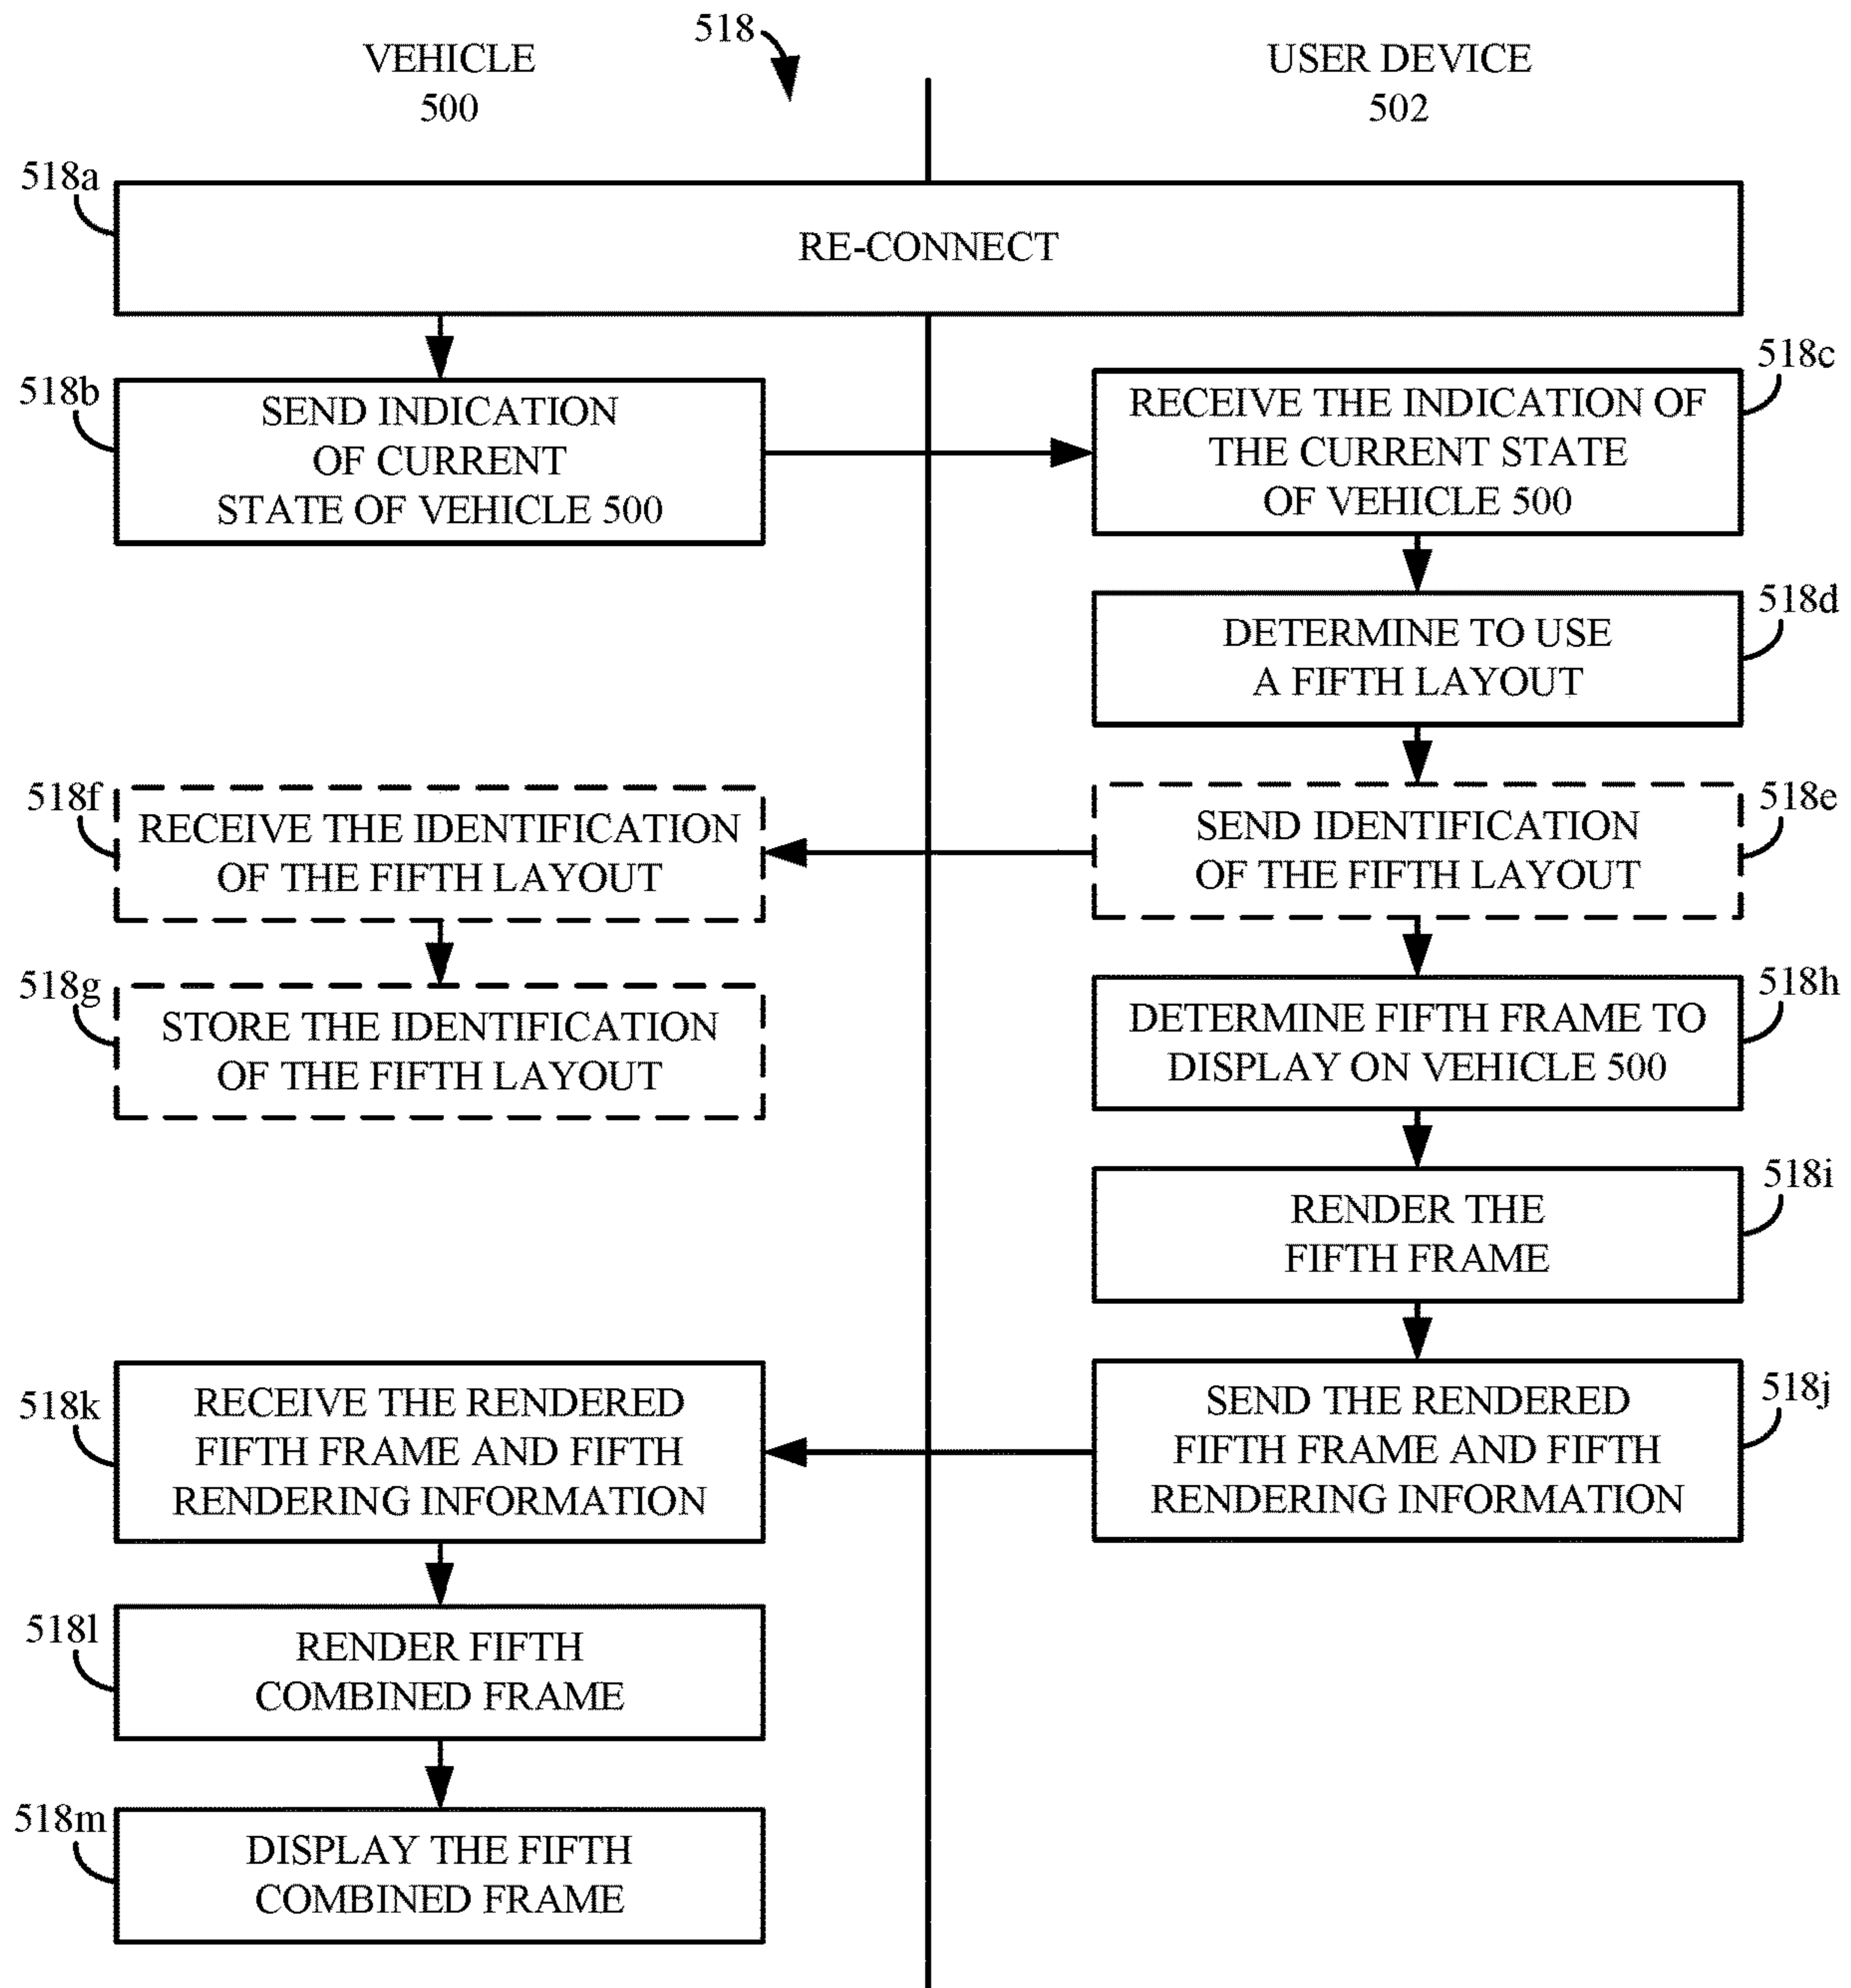 518
VEHICLE
500
USER DEVICE
502
518a
RE-CONNECT
518b
SEND INDICATION
OF CURRENT
STATE OF VEHICLE 500
518c
RECEIVE THE INDICATION OF
THE CURRENT STATE
OF VEHICLE 500
518d
DETERMINE TO USE
A FIFTH LAYOUT
518e
SEND IDENTIFICATION
OF THE FIFTH LAYOUT
518f
RECEIVE THE IDENTIFICATION
OF THE FIFTH LAYOUT
518g
STORE THE IDENTIFICATION
OF THE FIFTH LAYOUT
518h
DETERMINE FIFTH FRAME TO
DISPLAY ON VEHICLE 500
518i
RENDER THE
FIFTH FRAME
518j
SEND THE RENDERED
FIFTH FRAME AND FIFTH
RENDERING INFORMATION
518k
RECEIVE THE RENDERED
FIFTH FRAME AND FIFTH
RENDERING INFORMATION
518l
RENDER FIFTH
COMBINED FRAME
518m
DISPLAY THE FIFTH
COMBINED FRAME